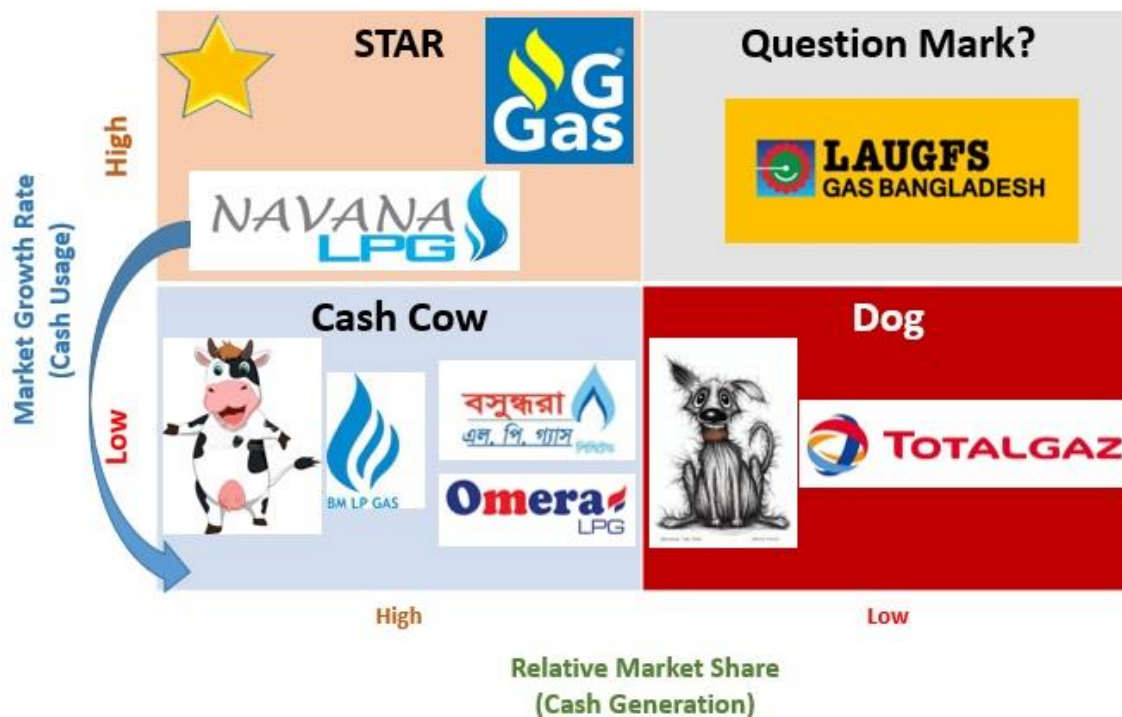 STAR
G
Gas
®
NAVANA
LPG
Question Mark?
LAUGFS
GAS BANGLADESH
Market Growth Rate
(Cash Usage)
High
Low
Cash Cow
BM LP GAS
বসুন্ধরা
এল. পি. গ্যাস
লিমিটেড
Omera
LPG
Dog
TOTALGAZ
High
Low
Relative Market Share
(Cash Generation)